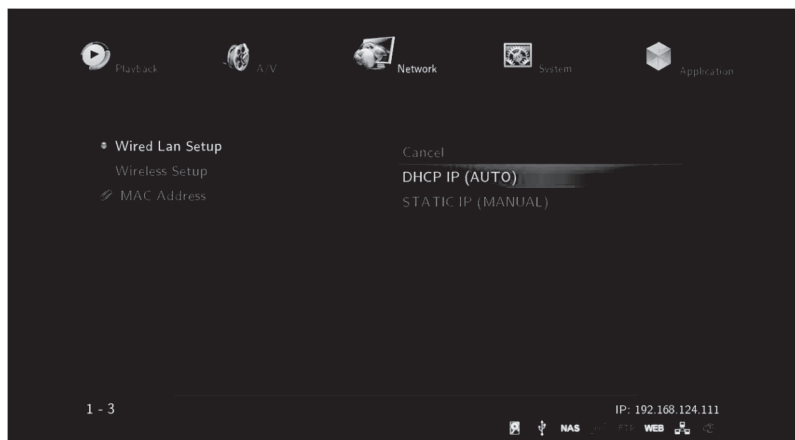 Playback
A/V
Network
System
Application
Wired Lan Setup
Wireless Setup
MAC Address
Cancel
DHCP IP (AUTO)
STATIC IP (MANUAL)
1 - 3
IP: 192.168.124.111
NAS
WEB